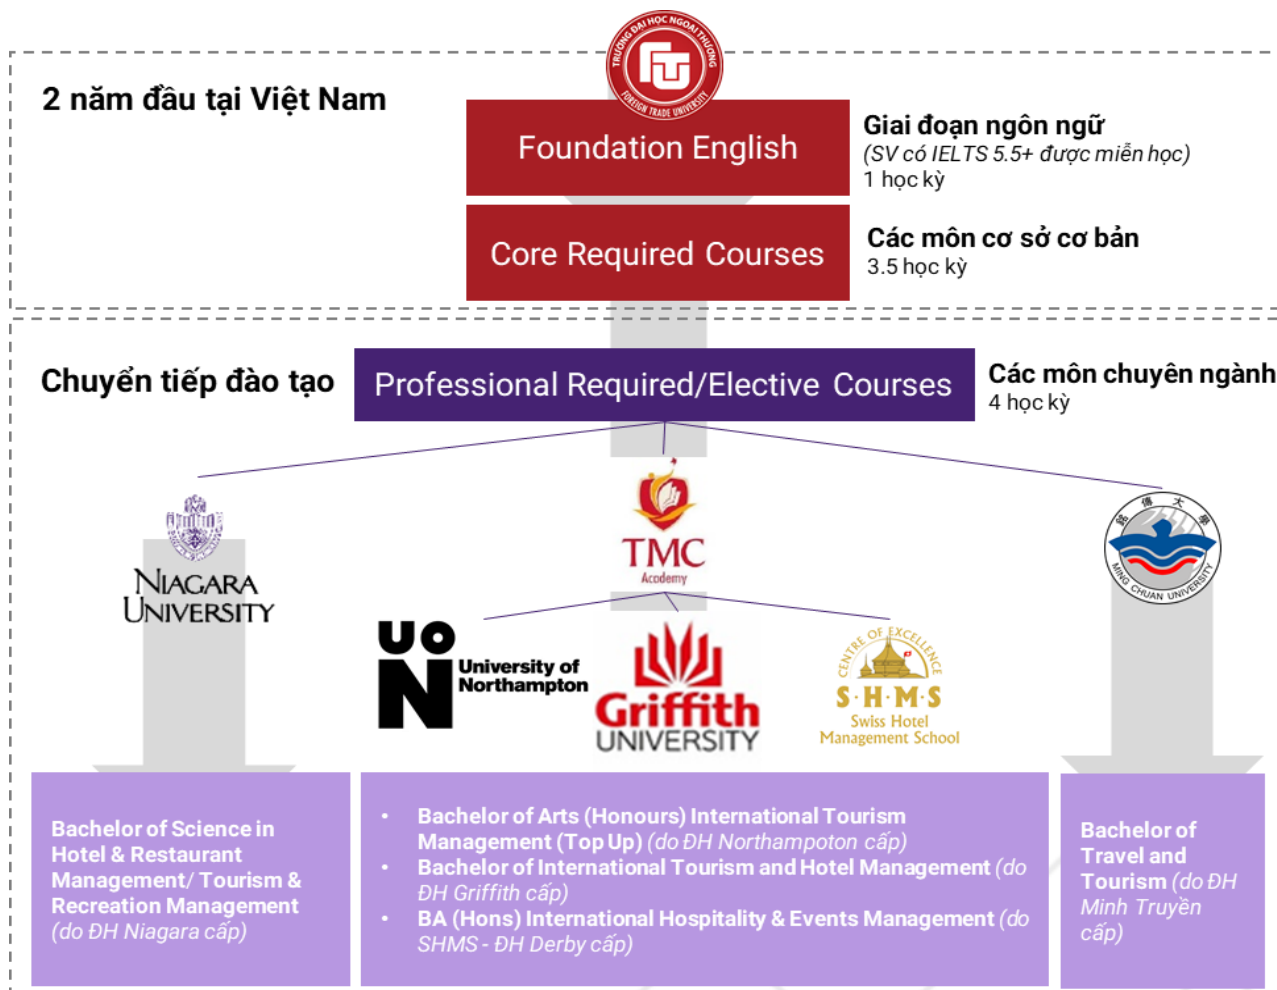 TRƯỜNG ĐẠI HỌC NGOẠI THƯƠNG
FOREIGN TRADE UNIVERSITY
2 năm đầu tại Việt Nam
Foundation English
Giai đoạn ngôn ngữ
(SV có IELTS 5.5+ được miễn học)
1 học kỳ
Core Required Courses
Các môn cơ sở cơ bản
3.5 học kỳ
Chuyển tiếp đào tạo
Professional Required/Elective Courses
Các môn chuyên ngành
4 học kỳ
NIAGARA
UNIVERSITY
TMC
Academy
銘傳大學
MING CHUAN UNIVERSITY
UON
University of
Northampton
Griffith
UNIVERSITY
CENTRE OF EXCELLENCE
S·H·M·S
Swiss Hotel
Management School
Bachelor of Science in
Hotel & Restaurant
Management/ Tourism &
Recreation Management
(do ĐH Niagara cấp)
• Bachelor of Arts (Honours) International Tourism
Management (Top Up) (do ĐH Northampoton cấp)
• Bachelor of International Tourism and Hotel Management (do
ĐH Griffith cấp)
• BA (Hons) International Hospitality & Events Management (do
SHMS - ĐH Derby cấp)
Bachelor of
Travel and
Tourism (do ĐH
Minh Truyền
cấp)